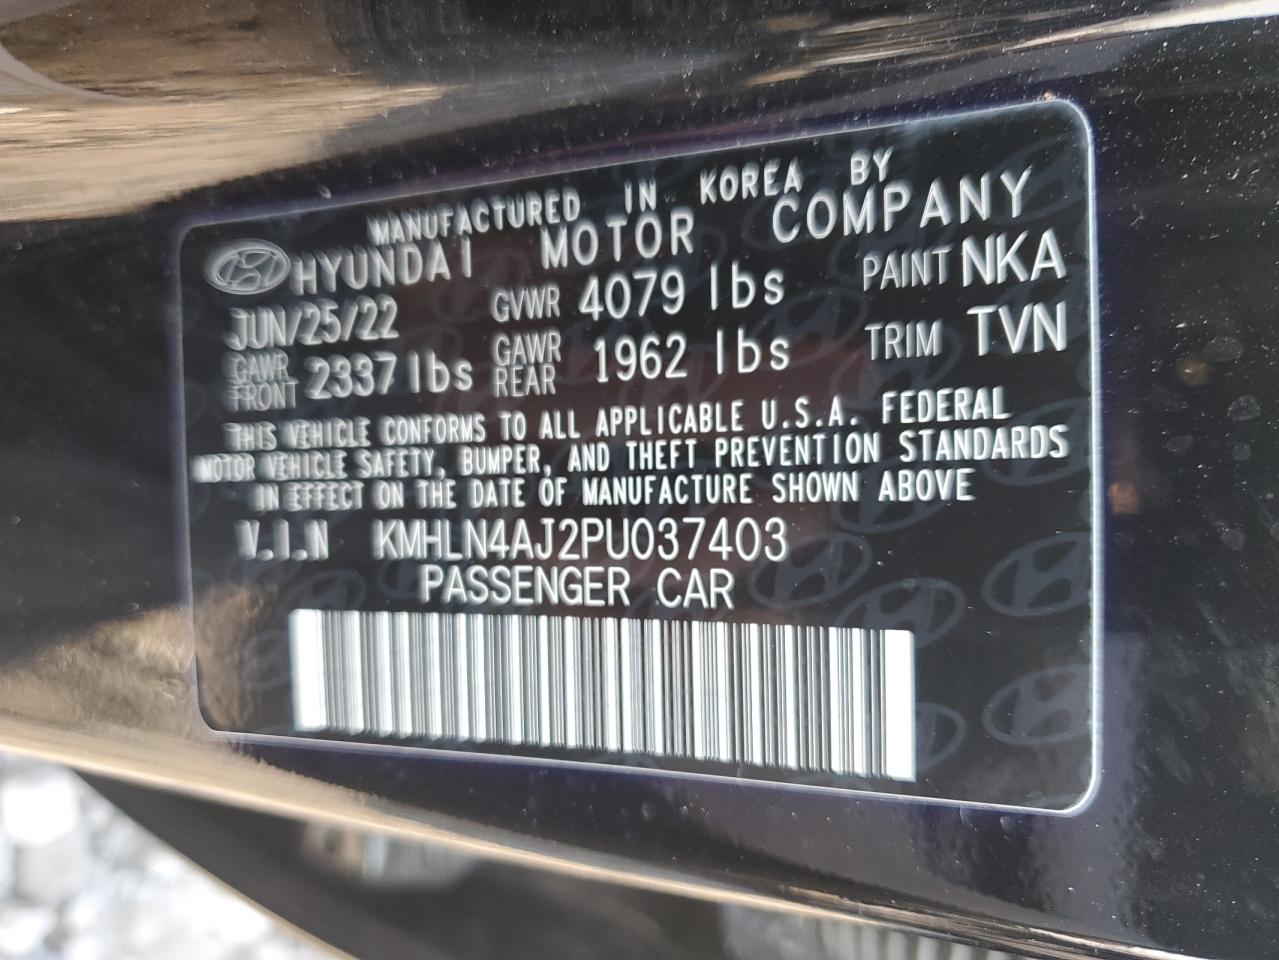 MANUFACTURED IN KOREA BY
HYUNDAI MOTOR COMPANY
JUN/25/22 GVWR 4079 lbs PAINT NKA
GAWR FRONT 2337 lbs GAWR REAR 1962 lbs TRIM TVN
THIS VEHICLE CONFORMS TO ALL APPLICABLE U.S.A. FEDERAL
MOTOR VEHICLE SAFETY, BUMPER, AND THEFT PREVENTION STANDARDS
IN EFFECT ON THE DATE OF MANUFACTURE SHOWN ABOVE
V.I.N KMHLN4AJ2PU037403
PASSENGER CAR